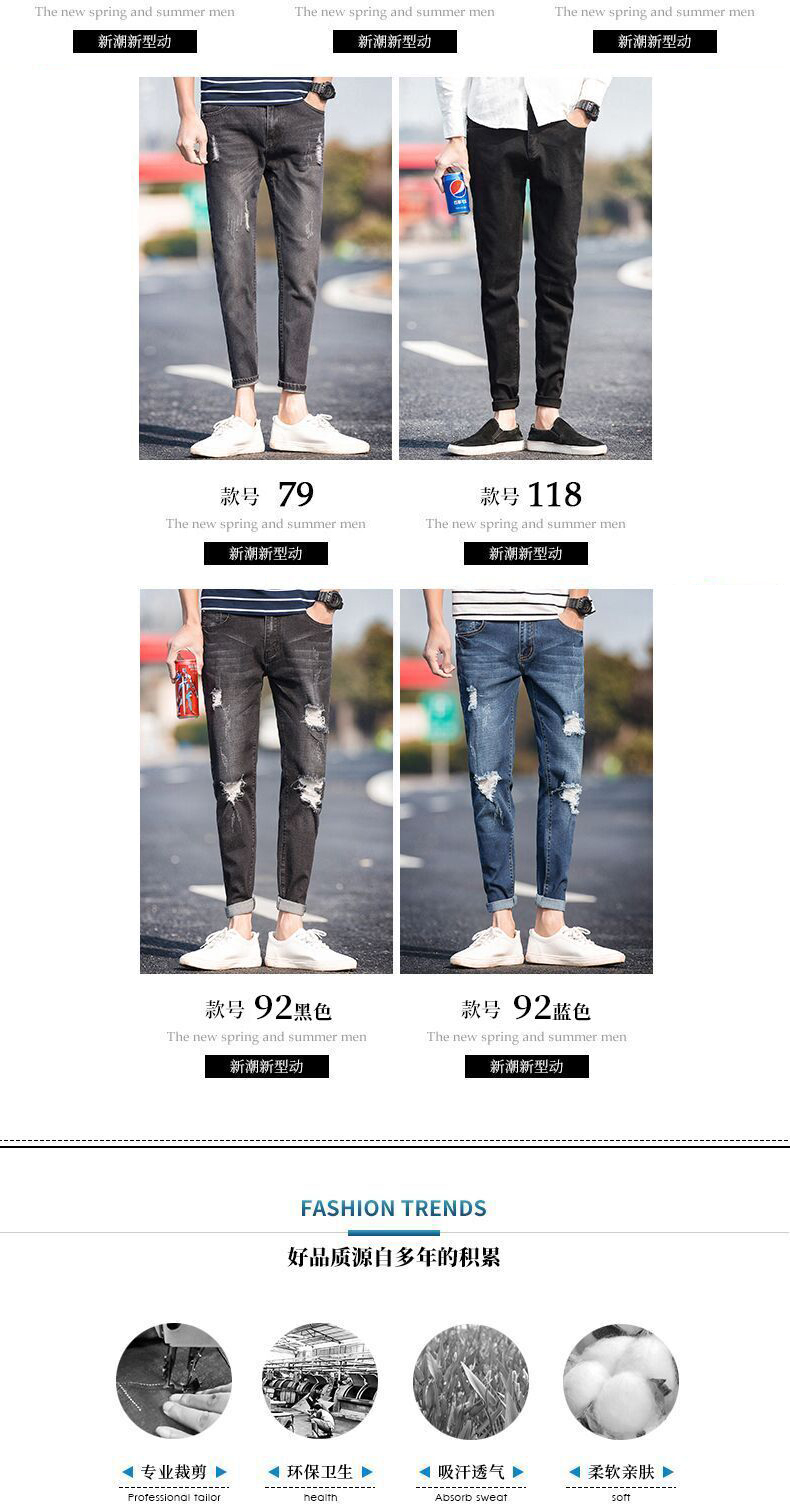 The new spring and summer men
The new spring and summer men
The new spring and summer men
新潮新型动
新潮新型动
新潮新型动
款号 79
款号 118
The new spring and summer men
The new spring and summer men
新潮新型动
新潮新型动
款号 92黑色
款号 92蓝色
The new spring and summer men
The new spring and summer men
新潮新型动
新潮新型动
FASHION TRENDS
好品质源自多年的积累
专业裁剪
环保卫生
吸汗透气
柔软亲肤
Professional tailor
health
Absorb sweat
soft